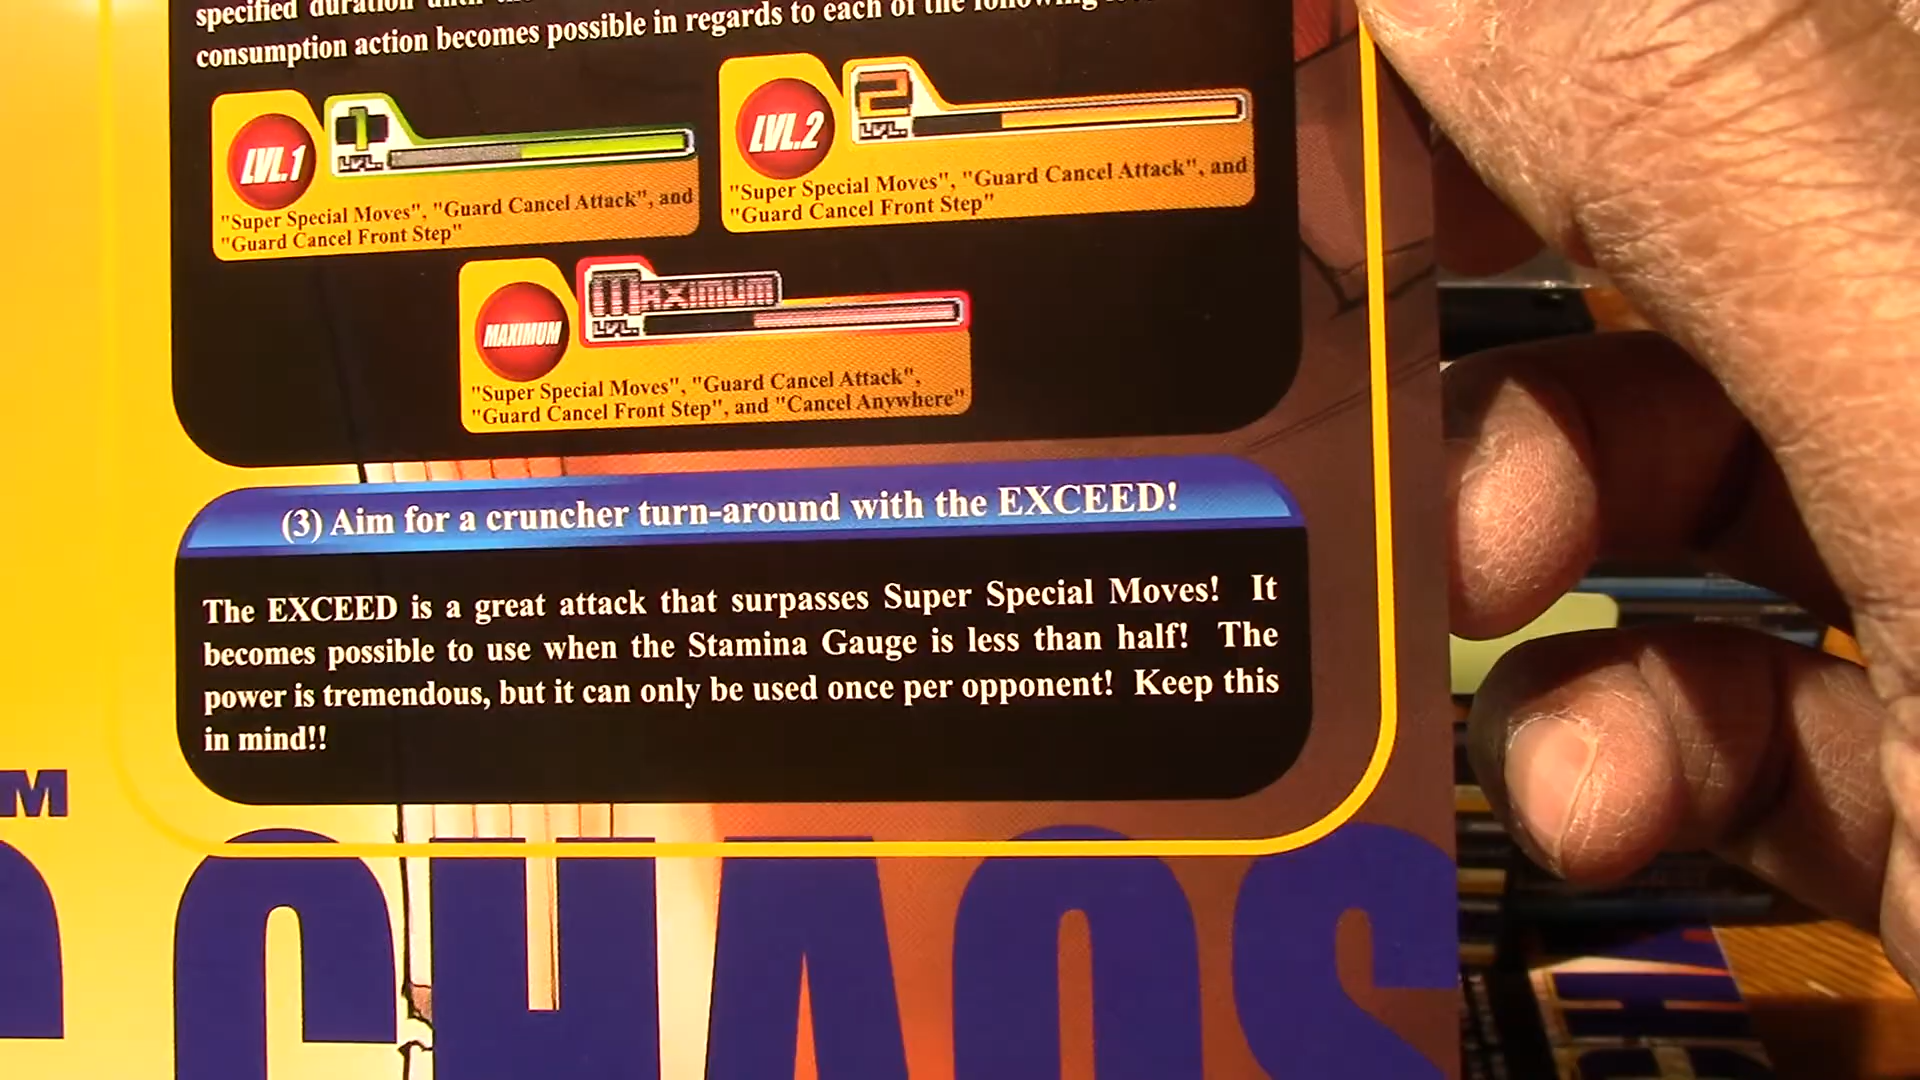 specified duration
consumption action becomes possible in regards to each of the following
LVL.1
1
LVL.
"Super Special Moves", "Guard Cancel Attack", and
"Guard Cancel Front Step"
LVL.2
2
LVL.
"Super Special Moves", "Guard Cancel Attack", and
"Guard Cancel Front Step"
MAXIMUM
MAXIMUM
LVL.
"Super Special Moves", "Guard Cancel Attack",
"Guard Cancel Front Step", and "Cancel Anywhere"
(3) Aim for a cruncher turn-around with the EXCEED!
The EXCEED is a great attack that surpasses Super Special Moves! It
becomes possible to use when the Stamina Gauge is less than half! The
power is tremendous, but it can only be used once per opponent! Keep this
in mind!!
M
CHAOS